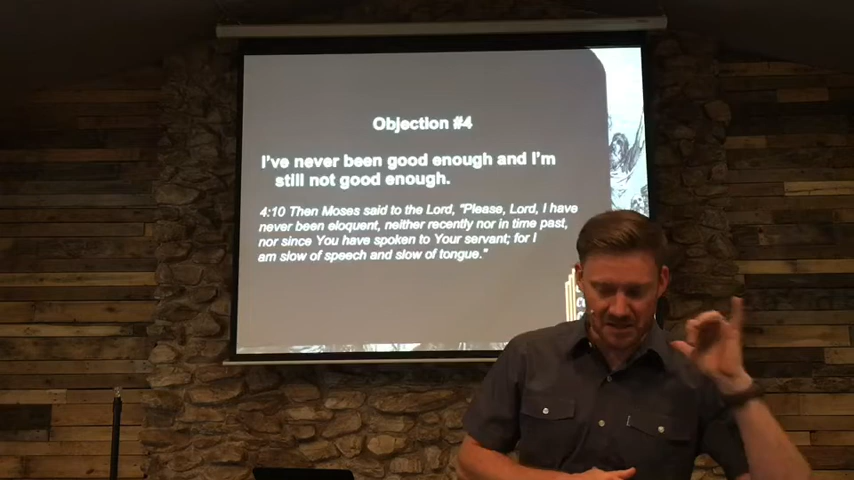 Objection #4
I've never been good enough and I'm
still not good enough.
4:10 Then Moses said to the Lord, "Please, Lord, I have
never been eloquent, neither recently nor in time past,
nor since You have spoken to Your servant; for I
am slow of speech and slow of tongue."